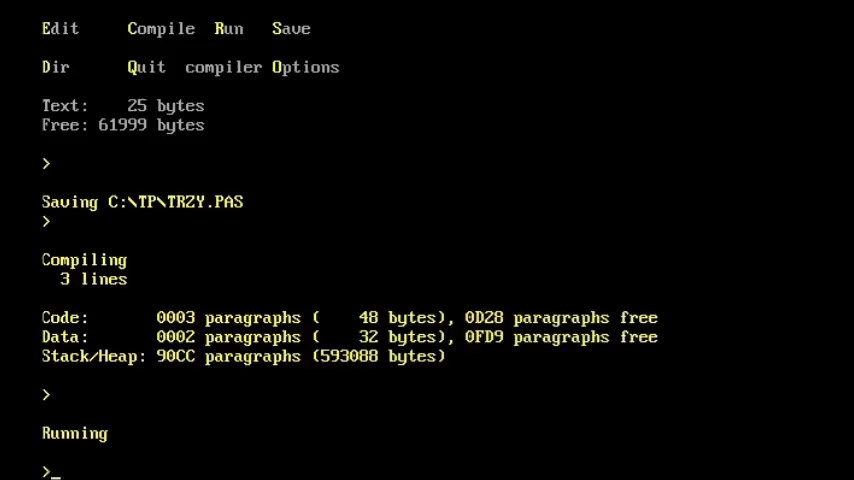 Edit     Compile  Run   Save
Dir      Quit  compiler Options
Text:    25 bytes
Free: 61999 bytes
>
Saving C:\TP\TRZY.PAS
>
Compiling
  3 lines
Code:       0003 paragraphs (    48 bytes), 0D28 paragraphs free
Data:       0002 paragraphs (    32 bytes), 0FD9 paragraphs free
Stack/Heap: 90CC paragraphs (593088 bytes)
>
Running
>_